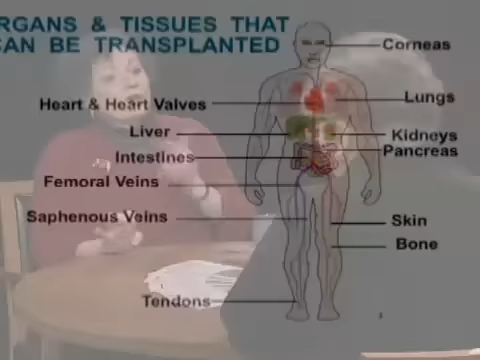 RGANS & TISSUES THAT
CAN BE TRANSPLANTED
Corneas
Heart & Heart Valves
Lungs
Liver
Kidneys
Pancreas
Intestines
Femoral Veins
Saphenous Veins
Skin
Bone
Tendons